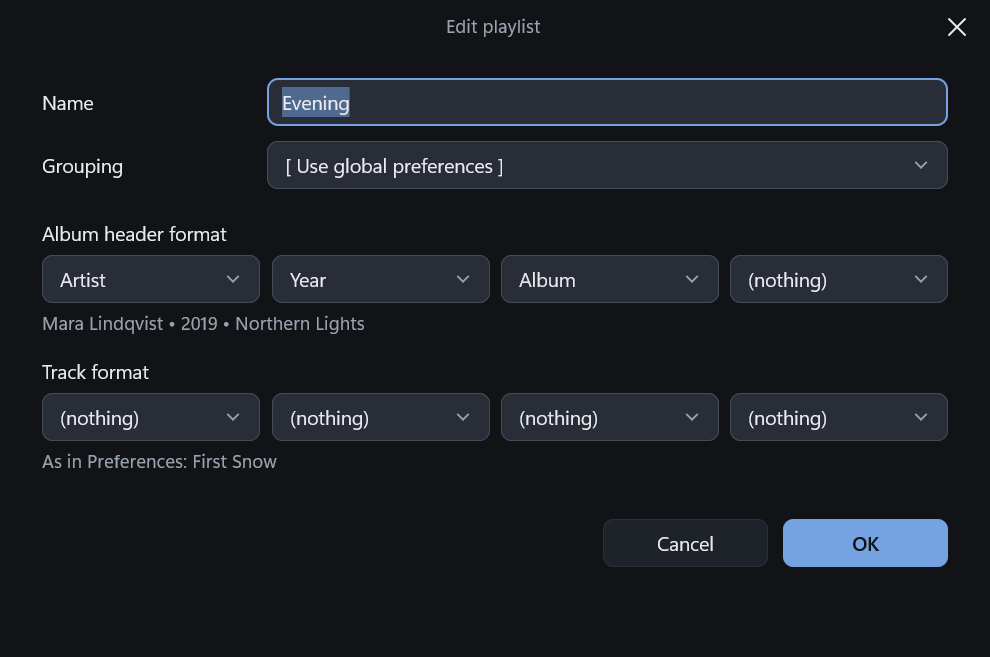 Edit playlist
Name Evening
Grouping [ Use global preferences ]
Album header format
Artist Year Album (nothing)
Mara Lindqvist • 2019 • Northern Lights
Track format
(nothing) (nothing) (nothing) (nothing)
As in Preferences: First Snow
Cancel OK